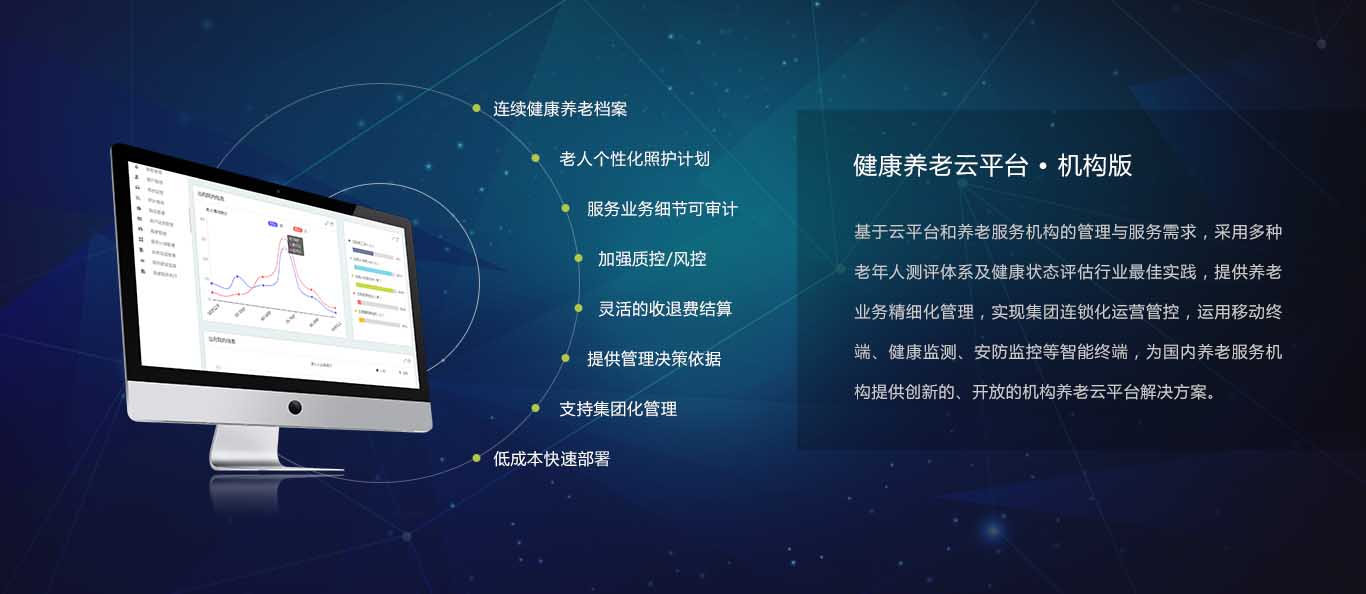 连续健康养老档案
老人个性化照护计划
服务业务细节可审计
加强质控/风控
灵活的收退费结算
提供管理决策依据
支持集团化管理
低成本快速部署
健康养老云平台 • 机构版
基于云平台和养老服务机构的管理与服务需求，采用多种
老年人测评体系及健康状态评估行业最佳实践，提供养老
业务精细化管理，实现集团连锁化运营管控，运用移动终
端、健康监测、安防监控等智能终端，为国内养老服务机
构提供创新的、开放的机构养老云平台解决方案。